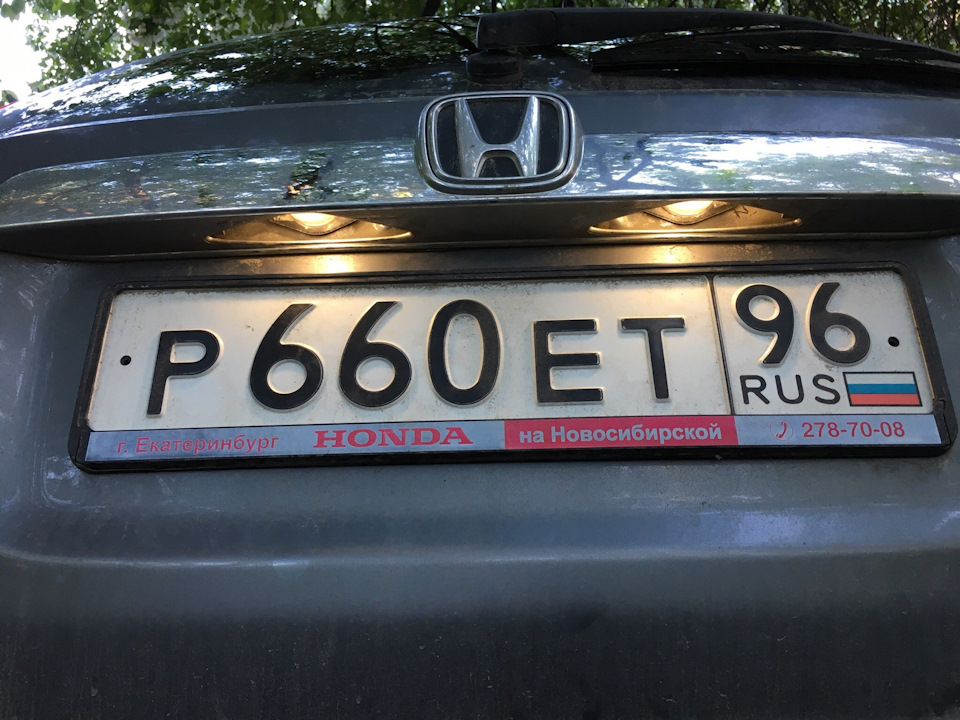 Р660ЕТ 96
RUS
г. Екатеринбург HONDA на Новосибирской 278-70-08